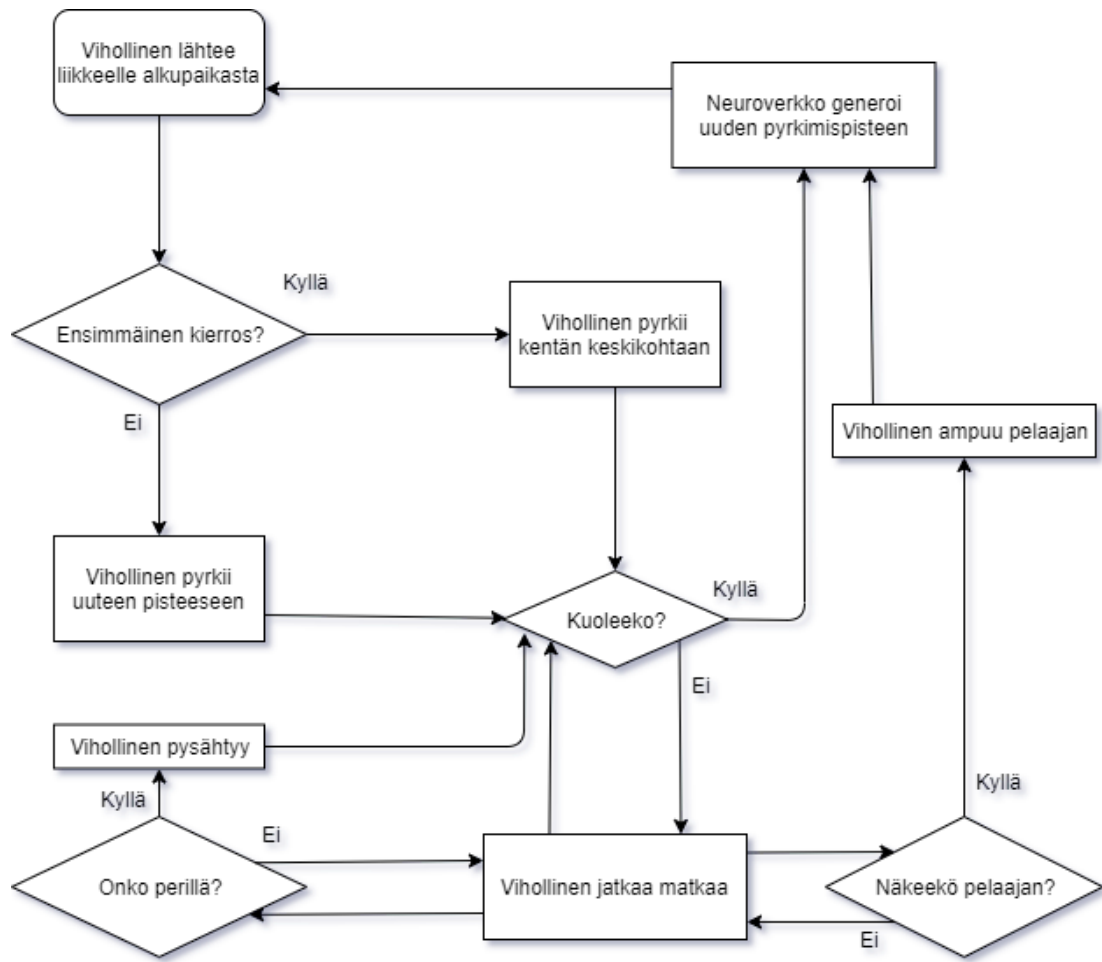 Vihollinen lähtee
liikkeelle alkupaikasta
Neuroverkko generoi
uuden pyrkimispisteen
Kyllä
Ensimmäinen kierros?
Vihollinen pyrkii
kentän keskikohtaan
Ei
Vihollinen ampuu pelaajan
Vihollinen pyrkii
uuteen pisteeseen
Kyllä
Kuoleeko?
Ei
Vihollinen pysähtyy
Kyllä
Kyllä
Ei
Onko perillä?
Vihollinen jatkaa matkaa
Näkeekö pelaajan?
Ei